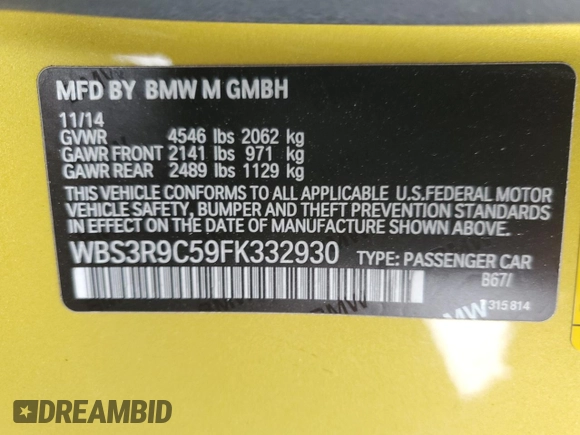 MFD BY BMW M GMBH
11/14
GVWR 4546 lbs 2062 kg
GAWR FRONT 2141 lbs 971 kg
GAWR REAR 2489 lbs 1129 kg
THIS VEHICLE CONFORMS TO ALL APPLICABLE U.S.FEDERAL MOTOR
VEHICLE SAFETY, BUMPER AND THEFT PREVENTION STANDARDS
IN EFFECT ON THE DATE OF MANUFACTURE SHOWN ABOVE.
WBS3R9C59FK332930 TYPE: PASSENGER CAR
B67/
315 814
DREAMBID